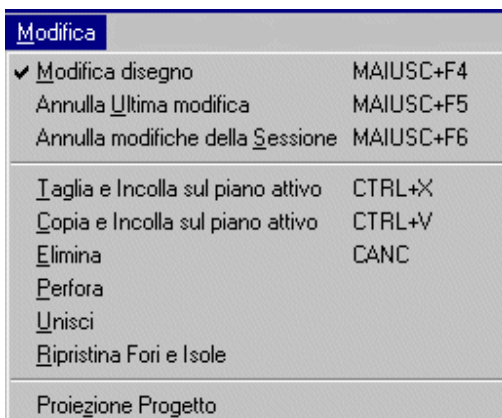 Modifica
✔ Modifica disegno MAIUSC+F4
Annulla Ultima modifica MAIUSC+F5
Annulla modifiche della Sessione MAIUSC+F6
Taglia e Incolla sul piano attivo CTRL+X
Copia e Incolla sul piano attivo CTRL+V
Elimina CANC
Perfora
Unisci
Ripristina Fori e Isole
Proiezione Progetto